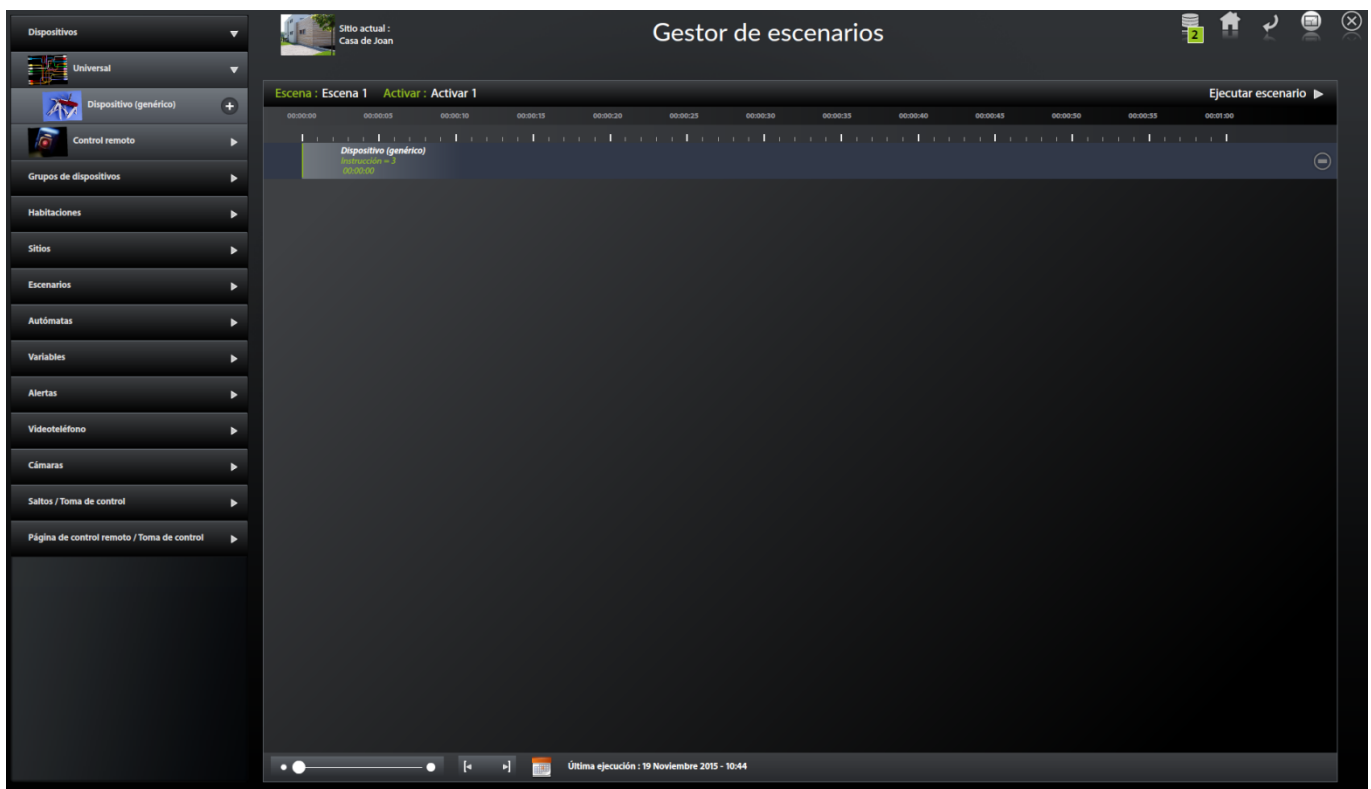 Dispositivos
Universal
Dispositivo (genérico)
Control remoto
Grupos de dispositivos
Habitaciones
Sitios
Escenarios
Autómatas
Variables
Alertas
Videoteléfono
Cámaras
Saltos / Toma de control
Página de control remoto / Toma de control
Sitio actual :
Casa de Joan
Gestor de escenarios
2
Escena : Escena 1 Activar : Activar 1
Ejecutar escenario
00:00:00 00:00:05 00:00:10 00:00:15 00:00:20 00:00:25 00:00:30 00:00:35 00:00:40 00:00:45 00:00:50 00:00:55 00:01:00
Dispositivo (genérico)
Instrucción = 3
00:00:00
Última ejecución : 19 Noviembre 2015 - 10:44